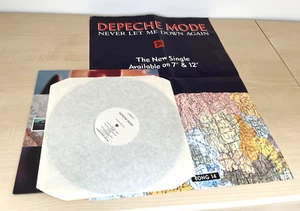 DEPECHE MODE
NEVER LET ME DOWN AGAIN
The New Single
Available on 7" & 12"
BONG 14